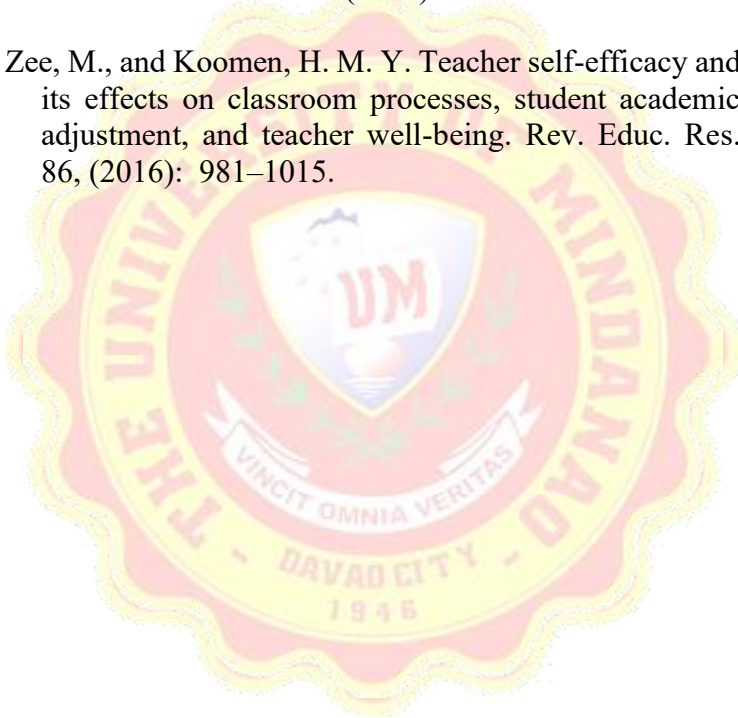 Zee, M., and Koomen, H. M. Y. Teacher self-efficacy and
its effects on classroom processes, student academic
adjustment, and teacher well-being. Rev. Educ. Res.
86, (2016): 981–1015.
THE UNIVERSITY OF MINDANAO
UM
VINCIT OMNIA VERITAS
- DAVAO CITY -
1946